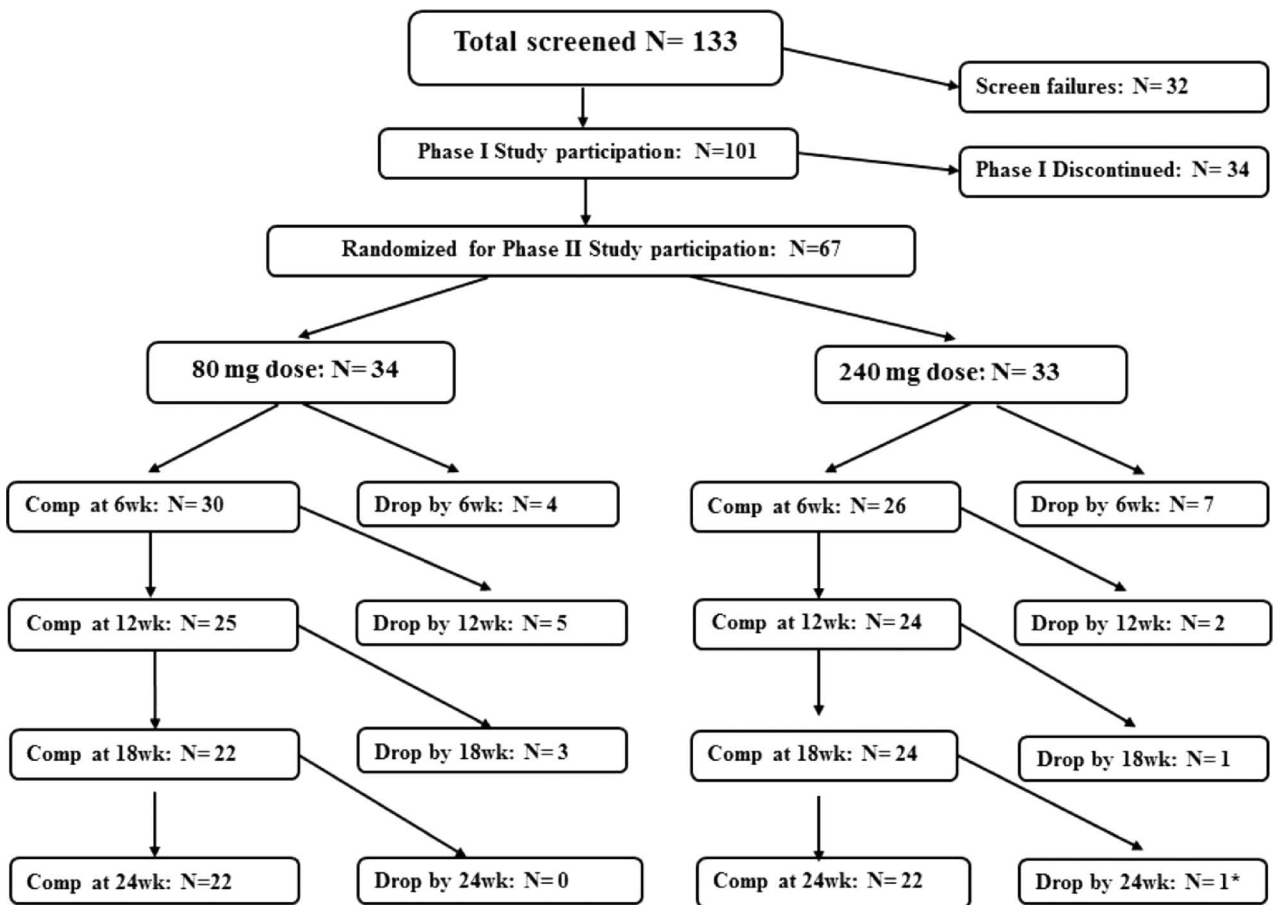 Total screened N= 133
Screen failures: N= 32
Phase I Study participation: N=101
Phase I Discontinued: N= 34
Randomized for Phase II Study participation: N=67
80 mg dose: N= 34
240 mg dose: N= 33
Comp at 6wk: N= 30
Drop by 6wk: N= 4
Comp at 6wk: N= 26
Drop by 6wk: N= 7
Comp at 12wk: N= 25
Drop by 12wk: N= 5
Comp at 12wk: N= 24
Drop by 12wk: N= 2
Comp at 18wk: N= 22
Drop by 18wk: N= 3
Comp at 18wk: N= 24
Drop by 18wk: N= 1
Comp at 24wk: N=22
Drop by 24wk: N= 0
Comp at 24wk: N= 22
Drop by 24wk: N= 1*